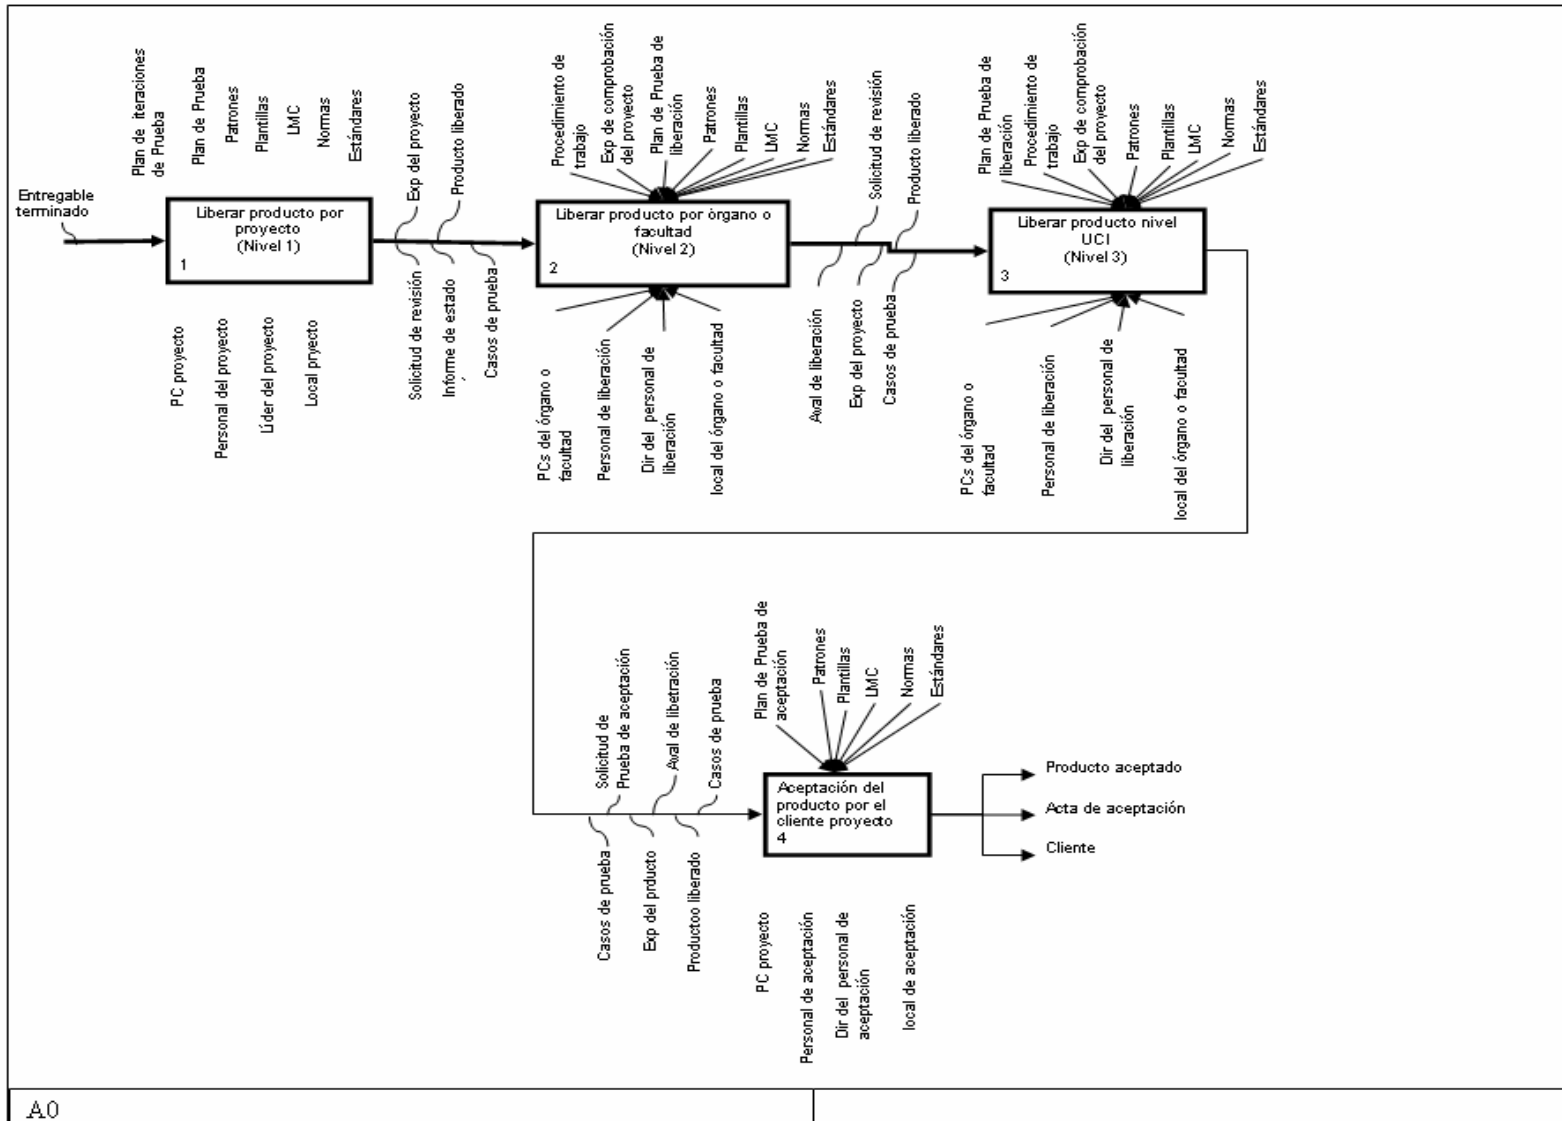 Plan de iteraciones
de Prueba
Plan de Prueba
Patrones
Plantillas
LMC
Normas
Estándares
Entregable
terminado
Liberar producto por
proyecto
(Nivel 1)
1
PC proyecto
Personal del proyecto
Líder del proyecto
Local pryecto
Exp del proyecto
Producto liberado
Solicitud de revisión
Informe de estado
Casos de prueba
Procedimiento de
trabajo
Exp de comprobación
del proyecto
Plan de Prueba de
liberación
Patrones
Plantillas
LMC
Normas
Estándares
Liberar producto por órgano o
facultad
(Nivel 2)
2
PCs del órgano o
facultad
Personal de liberación
Dir del personal de
liberación
local del órgano o facultad
Solicitud de revisión
Producto liberado
Aval de liberación
Exp del proyecto
Casos de prueba
Plan de Prueba de
liberación
Procedimiento de
trabajo
Exp de comprobación
del proyecto
Patrones
Plantillas
LMC
Normas
Estándares
Liberar producto nivel
UCI
(Nivel 3)
3
PCs del órgano o
facultad
Personal de liberación
Dir del personal de
liberación
local del órgano o facultad
Solicitud de
Prueba de aceptación
Aval de libetración
Casos de prueba
Casos de prueba
Exp del prducto
Productoo liberado
Plan de Prueba de
aceptación
Patrones
Plantillas
LMC
Normas
Estándares
Aceptación del
producto por el
cliente proyecto
4
PC proyecto
Personal de aceptación
Dir del personal de
aceptación
local de aceptación
Producto aceptado
Acta de aceptación
Cliente
A0